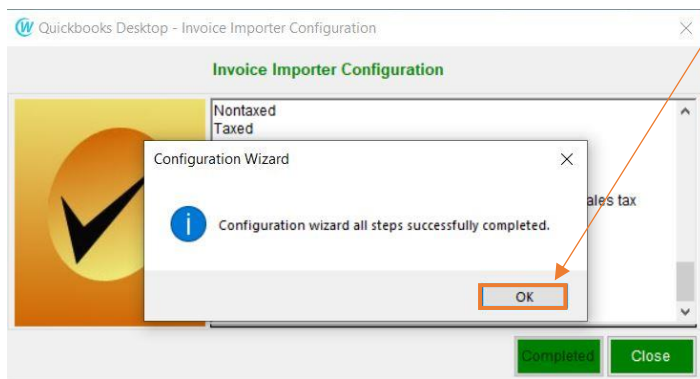 Quickbooks Desktop - Invoice Importer Configuration
Invoice Importer Configuration
Nontaxed
Taxed
Configuration Wizard
ales tax
Configuration wizard all steps successfully completed.
OK
Completed
Close